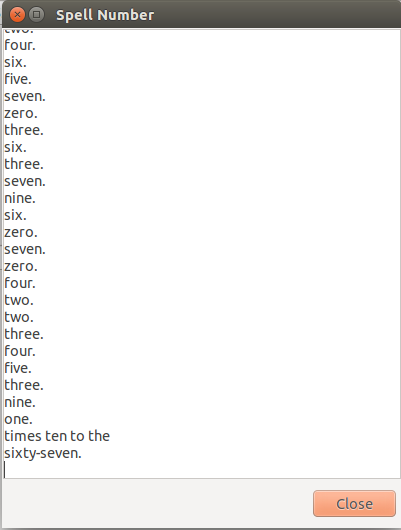 Spell Number
two.
four.
six.
five.
seven.
zero.
three.
six.
three.
seven.
nine.
six.
zero.
seven.
zero.
four.
two.
two.
three.
four.
five.
three.
nine.
one.
times ten to the
sixty-seven.
Close